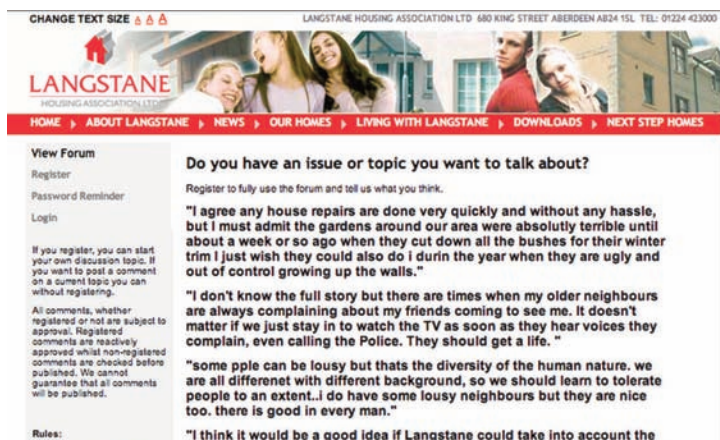 CHANGE TEXT SIZE A A A
LANGSTANE HOUSING ASSOCIATION LTD 680 KING STREET ABERDEEN AB24 1SL TEL: 01224 423000
LANGSTANE
HOUSING ASSOCIATION LTD
HOME ABOUT LANGSTANE NEWS OUR HOMES LIVING WITH LANGSTANE DOWNLOADS NEXT STEP HOMES
View Forum
Register
Password Reminder
Login
If you register, you can start
your own discussion topic. If
you want to post a comment
on a current topic you can
without registering.
All comments, whether
registered or not are subject to
approval. Registered
comments are reactively
approved whilst non-registered
comments are checked before
published. We cannot
guarantee that all comments
will be published.
Rules:
Do you have an issue or topic you want to talk about?
Register to fully use the forum and tell us what you think.
"I agree any house repairs are done very quickly and without any hassle,
but I must admit the gardens around our area were absolutly terrible until
about a week or so ago when they cut down all the bushes for their winter
trim I just wish they could also do i durin the year when they are ugly and
out of control growing up the walls."
"I don't know the full story but there are times when my older neighbours
are always complaining about my friends coming to see me. It doesn't
matter if we just stay in to watch the TV as soon as they hear voices they
complain, even calling the Police. They should get a life. "
"some pple can be lousy but thats the diversity of the human nature. we
are all differenet with different background, so we should learn to tolerate
people to an extent..i do have some lousy neighbours but they are nice
too. there is good in every man."
"I think it would be a good idea if Langstane could take into account the